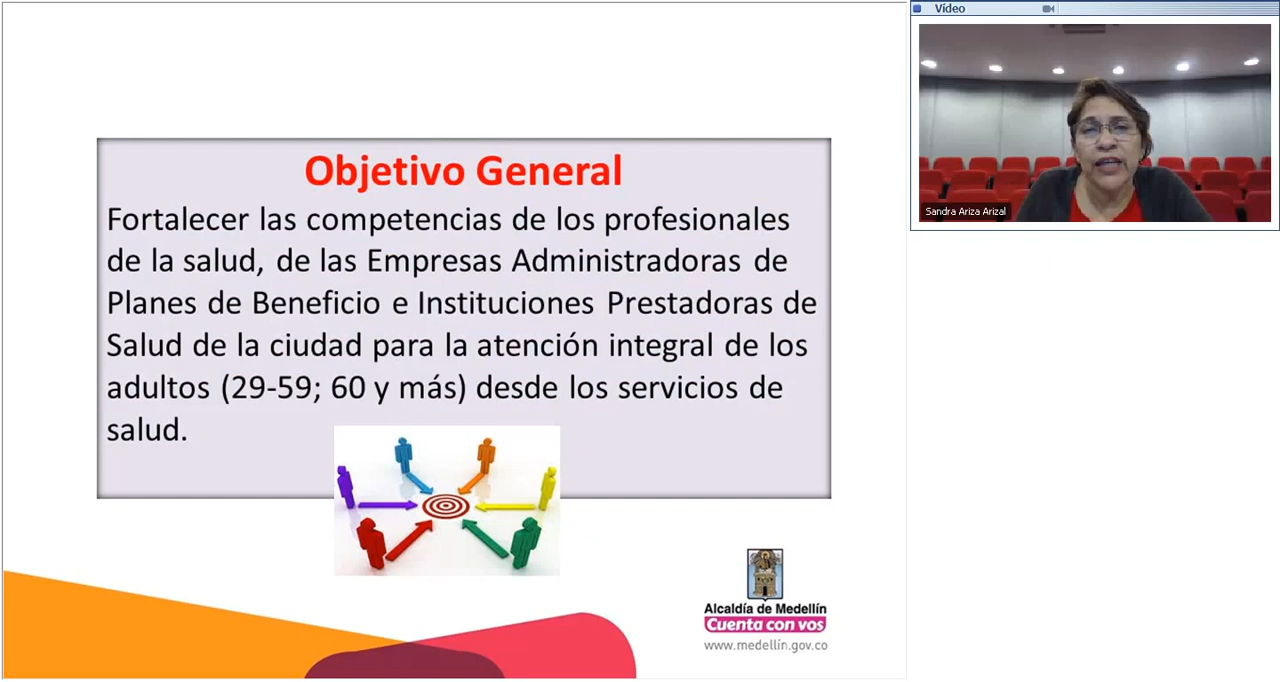 Objetivo General
Fortalecer las competencias de los profesionales
de la salud, de las Empresas Administradoras de
Planes de Beneficio e Instituciones Prestadoras de
Salud de la ciudad para la atención integral de los
adultos (29-59; 60 y más) desde los servicios de
salud.
Alcaldía de Medellín
Cuenta con vos
www.medellin.gov.co
Vídeo
Sandra Ariza Arizal